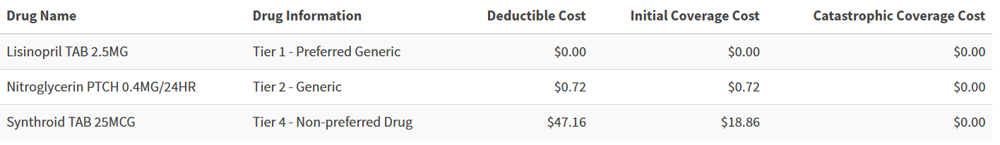 Drug Name Drug Information Deductible Cost Initial Coverage Cost Catastrophic Coverage Cost
Lisinopril TAB 2.5MG Tier 1 - Preferred Generic $0.00 $0.00 $0.00
Nitroglycerin PTCH 0.4MG/24HR Tier 2 - Generic $0.72 $0.72 $0.00
Synthroid TAB 25MCG Tier 4 - Non-preferred Drug $47.16 $18.86 $0.00